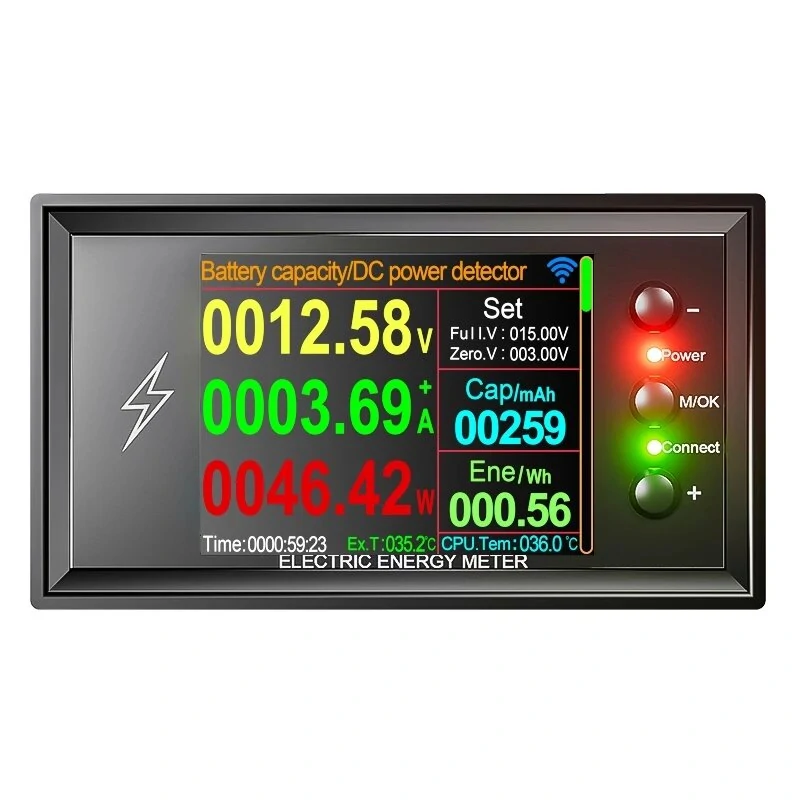 Battery capacity/DC power detector
0012.58V
Set
Full.V : 015.00V
Zero.V : 003.00V
0003.69+A
Cap/mAh
00259
0046.42W
Ene/Wh
000.56
Time:0000:59:23 Ex.T:035.2℃ CPU.Tem:036.0 ℃
ELECTRIC ENERGY METER
−
Power
M/OK
Connect
+